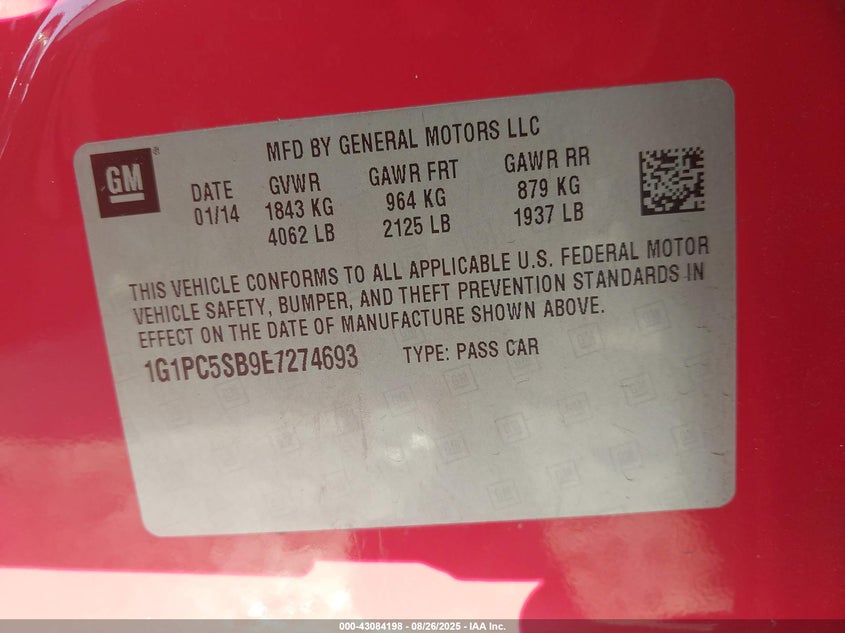 MFD BY GENERAL MOTORS LLC
GM
DATE GVWR GAWR FRT GAWR RR
01/14 1843 KG 964 KG 879 KG
4062 LB 2125 LB 1937 LB
THIS VEHICLE CONFORMS TO ALL APPLICABLE U.S. FEDERAL MOTOR
VEHICLE SAFETY, BUMPER, AND THEFT PREVENTION STANDARDS IN
EFFECT ON THE DATE OF MANUFACTURE SHOWN ABOVE.
1G1PC5SB9E7274693 TYPE: PASS CAR
000-43084198 - 08/26/2025 - IAA Inc.